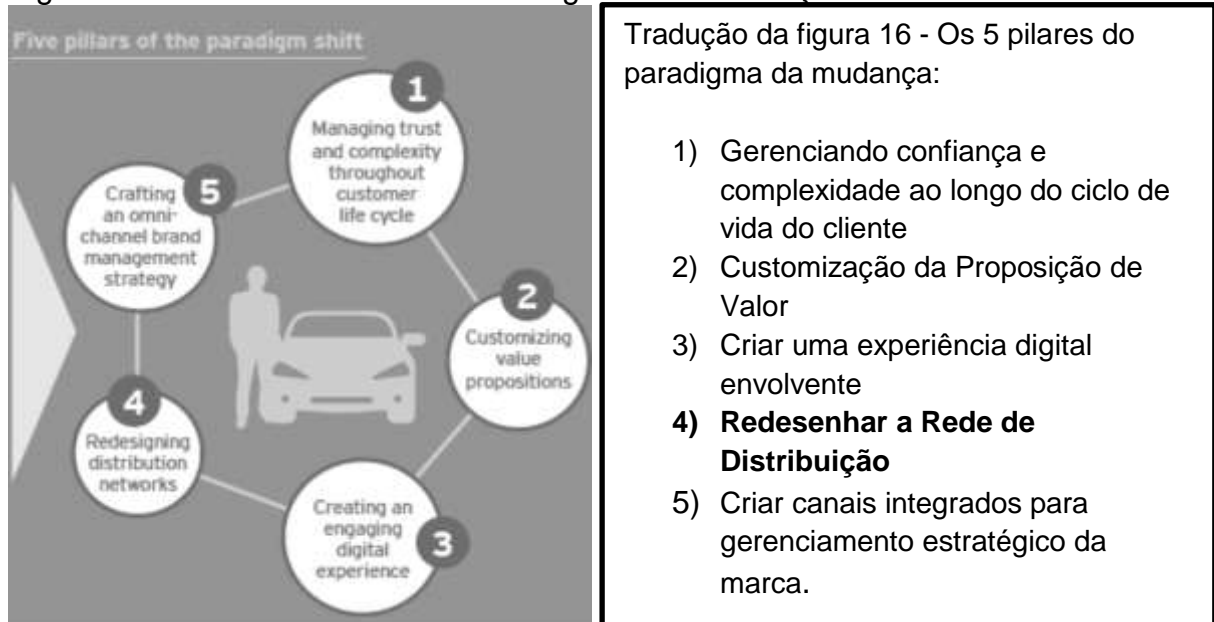 Five pillars of the paradigm shift
1
Managing trust
and complexity
throughout
customer
life cycle
2
Customizing
value
propositions
3
Creating an
engaging
digital
experience
4
Redesigning
distribution
networks
5
Crafting
an omni-
channel brand
management
strategy
Tradução da figura 16 - Os 5 pilares do
paradigma da mudança:
1) Gerenciando confiança e
complexidade ao longo do ciclo de
vida do cliente
2) Customização da Proposição de
Valor
3) Criar uma experiência digital
envolvente
4) Redesenhar a Rede de
Distribuição
5) Criar canais integrados para
gerenciamento estratégico da
marca.